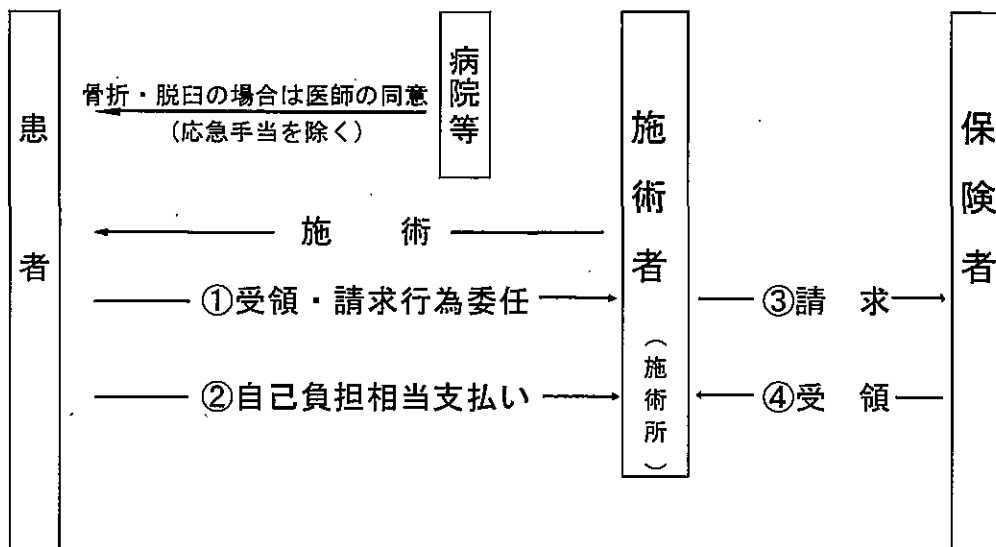 患者
骨折・脱臼の場合は医師の同意
(応急手当を除く)
病院等
施術者
(施術所)
保険者
施　術
①受領・請求行為委任
③請　求
②自己負担相当支払い
④受　領